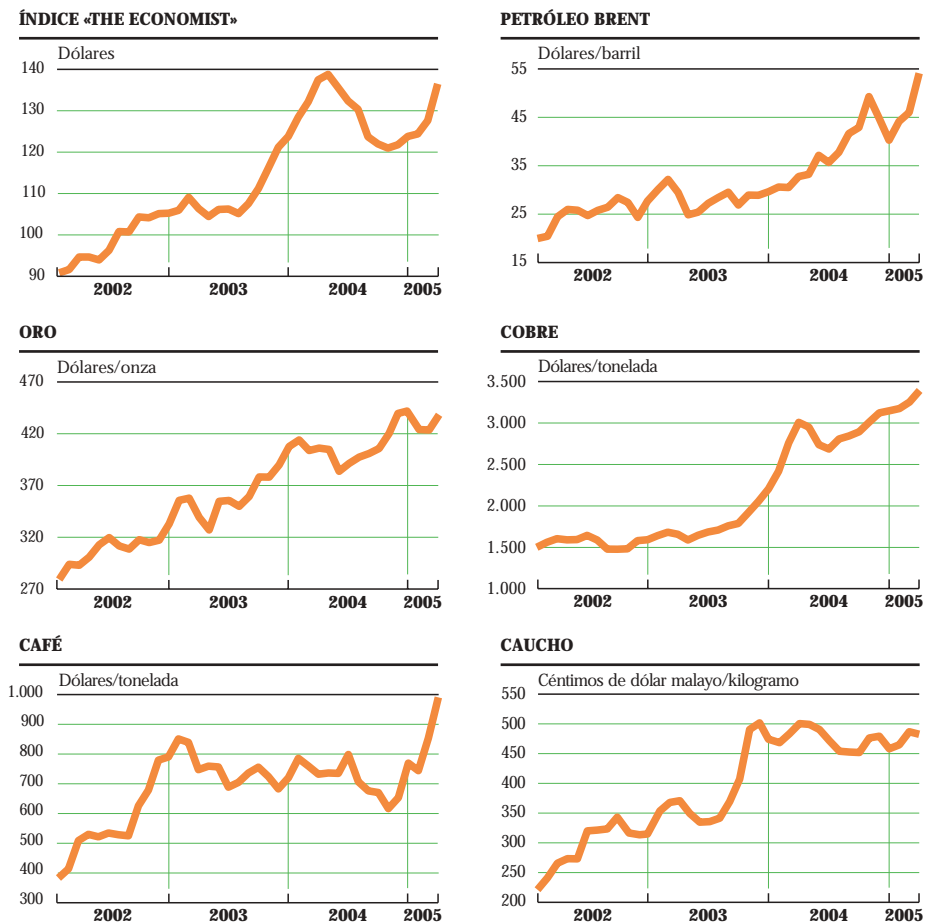 ÍNDICE «THE ECONOMIST»
Dólares
140
130
120
110
100
90
2002 2003 2004 2005
PETRÓLEO BRENT
Dólares/barril
55
45
35
25
15
2002 2003 2004 2005
ORO
Dólares/onza
470
420
370
320
270
2002 2003 2004 2005
COBRE
Dólares/tonelada
3.500
3.000
2.500
2.000
1.500
1.000
2002 2003 2004 2005
CAFÉ
Dólares/tonelada
1.000
900
800
700
600
500
400
300
2002 2003 2004 2005
CAUCHO
Céntimos de dólar malayo/kilogramo
550
500
450
400
350
300
250
200
2002 2003 2004 2005